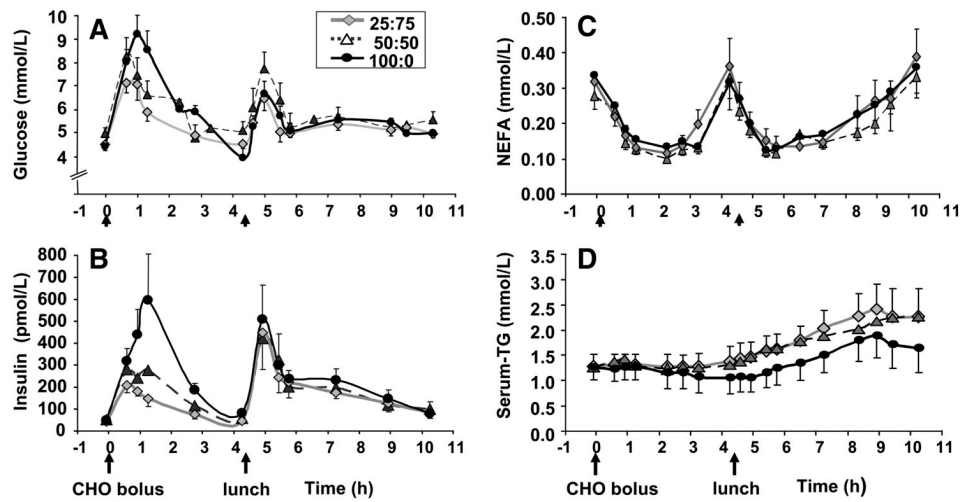 A
Glucose (mmol/L)
10
9
8
7
6
5
4
-1 0 1 2 3 4 5 6 7 8 9 10 11
25:75
50:50
100:0
C
NEFA (mmol/L)
0.40
0.30
0.20
0.10
0.00
-1 0 1 2 3 4 5 6 7 8 9 10 11
B
Insulin (pmol/L)
800
700
600
500
400
300
200
100
0
-1 0 1 2 3 4 5 6 7 8 9 10 11
CHO bolus lunch Time (h)
D
Serum-TG (mmol/L)
3.5
3.0
2.5
2.0
1.5
1.0
0.5
0.0
-1 0 1 2 3 4 5 6 7 8 9 10 11
CHO bolus lunch Time (h)